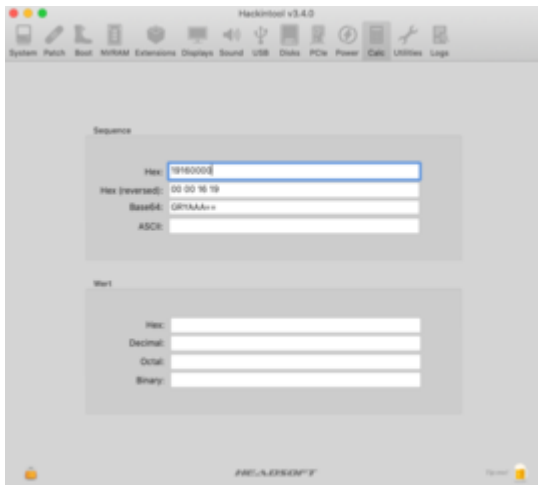 Hackintool v3.4.0
System Patch Boot NVRAM Extensions Displays Sound USB Disks PCIe Power Calc Utilities Logs
Sequence
Hex: 19160000
Hex (reversed): 00 00 16 19
Base64: GRYAAA==
ASCII:
Wert
Hex:
Decimal:
Octal:
Binary:
HEADSOFT